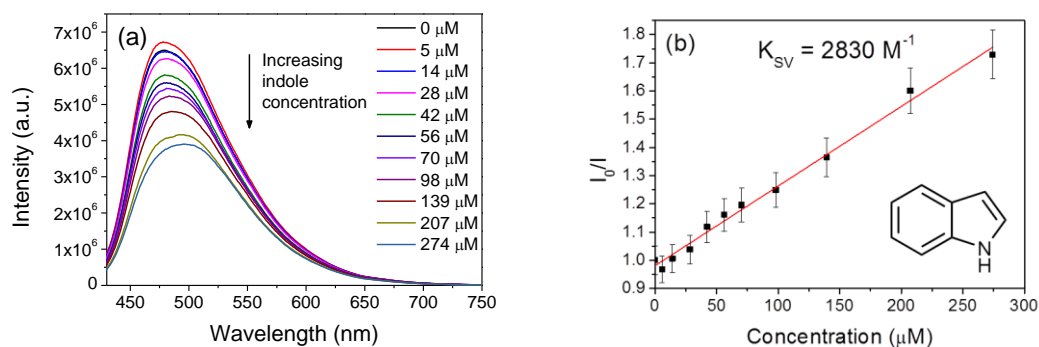 (a)
7x10⁶
6x10⁶
5x10⁶
4x10⁶
3x10⁶
2x10⁶
1x10⁶
0
Intensity (a.u.)
450 500 550 600 650 700 750
Wavelength (nm)
Increasing
indole
concentration
0 μM
5 μM
14 μM
28 μM
42 μM
56 μM
70 μM
98 μM
139 μM
207 μM
274 μM
(b)
K_SV = 2830 M⁻¹
1.8
1.7
1.6
1.5
1.4
1.3
1.2
1.1
1.0
0.9
I₀/I
0 50 100 150 200 250 300
Concentration (μM)
N
H